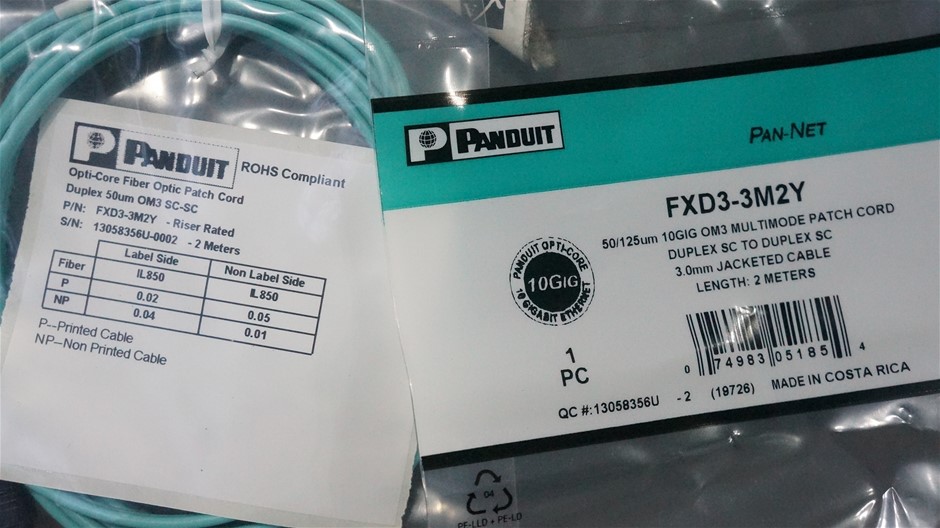 P PANDUIT ROHS Compliant
Opti-Core Fiber Optic Patch Cord
Duplex 50um OM3 SC-SC
P/N: FXD3-3M2Y - Riser Rated
S/N: 13058356U-0002 - 2 Meters
Label Side Non Label Side
Fiber IL850 IL850
P 0.02 0.05
NP 0.04 0.01
P--Printed Cable
NP--Non Printed Cable
P PANDUIT
PAN-NET
FXD3-3M2Y
50/125um 10GIG OM3 MULTIMODE PATCH CORD
DUPLEX SC TO DUPLEX SC
3.0mm JACKETED CABLE
LENGTH: 2 METERS
PANDUIT OPTI-CORE
10GIG
10 GIGABIT ETHERNET
1
PC
0 74983 05185 4
QC #:13058356U - 2 (19726) MADE IN COSTA RICA
04
PE-LLD + PE-LD